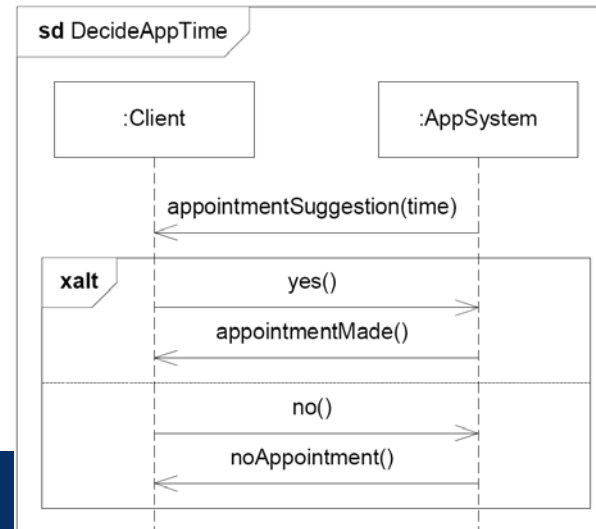 sd DecideAppTime
:Client
:AppSystem
appointmentSuggestion(time)
xalt
yes()
appointmentMade()
no()
noAppointment()